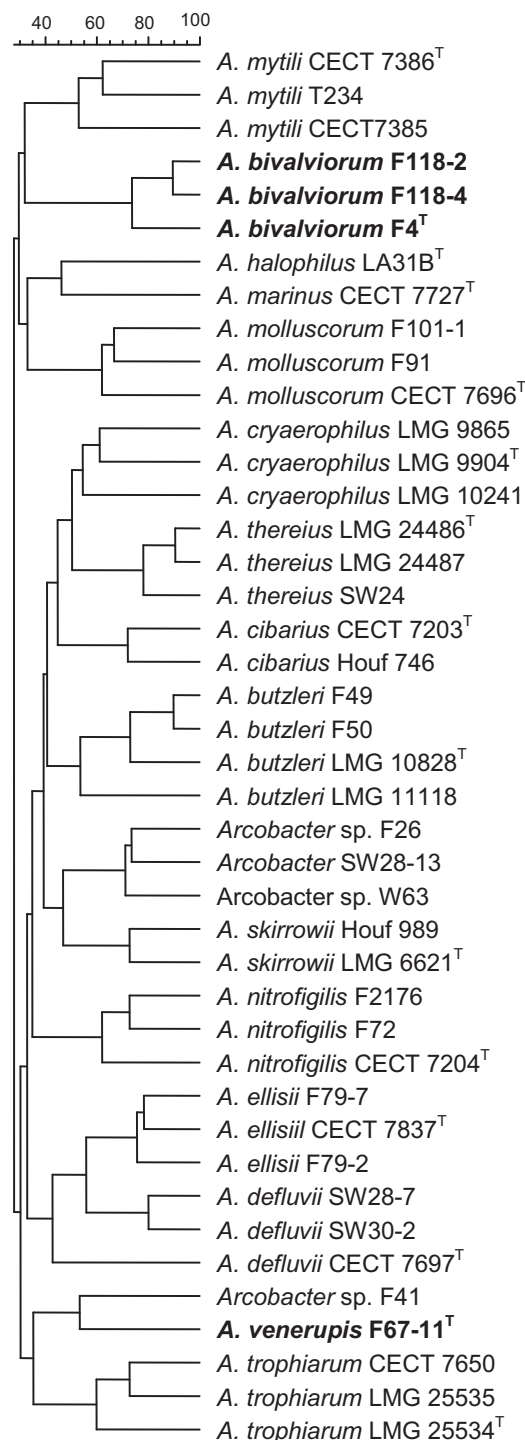 40 60 80 100
A. mytili CECT 7386ᵀ
A. mytili T234
A. mytili CECT7385
A. bivalviorum F118-2
A. bivalviorum F118-4
A. bivalviorum F4ᵀ
A. halophilus LA31Bᵀ
A. marinus CECT 7727ᵀ
A. molluscorum F101-1
A. molluscorum F91
A. molluscorum CECT 7696ᵀ
A. cryaerophilus LMG 9865
A. cryaerophilus LMG 9904ᵀ
A. cryaerophilus LMG 10241
A. thereius LMG 24486ᵀ
A. thereius LMG 24487
A. thereius SW24
A. cibarius CECT 7203ᵀ
A. cibarius Houf 746
A. butzleri F49
A. butzleri F50
A. butzleri LMG 10828ᵀ
A. butzleri LMG 11118
Arcobacter sp. F26
Arcobacter SW28-13
Arcobacter sp. W63
A. skirrowii Houf 989
A. skirrowii LMG 6621ᵀ
A. nitrofigilis F2176
A. nitrofigilis F72
A. nitrofigilis CECT 7204ᵀ
A. ellisii F79-7
A. ellisiil CECT 7837ᵀ
A. ellisii F79-2
A. defluvii SW28-7
A. defluvii SW30-2
A. defluvii CECT 7697ᵀ
Arcobacter sp. F41
A. venerupis F67-11ᵀ
A. trophiarum CECT 7650
A. trophiarum LMG 25535
A. trophiarum LMG 25534ᵀ